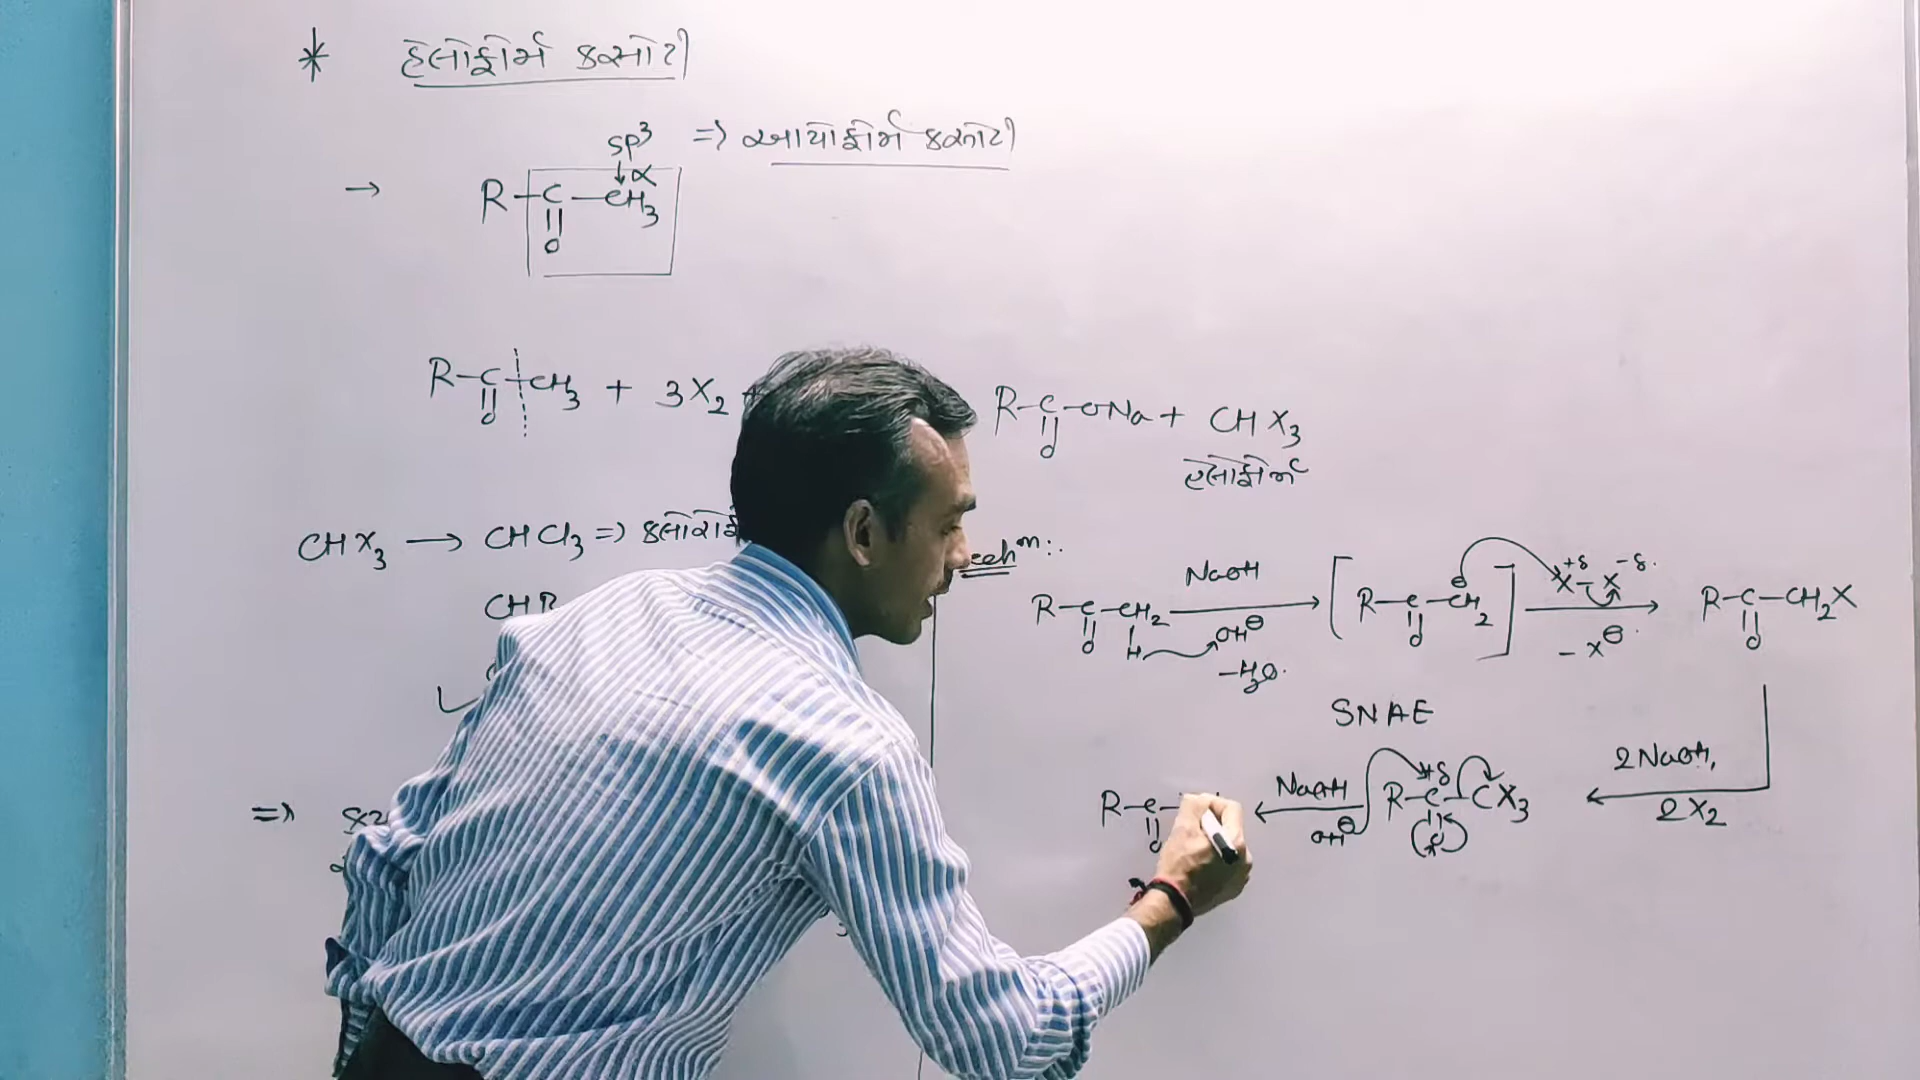 * હેલોફોર્મ કસોટી
sp³ => આયોફોર્મ કસોટી
↓α
→ R-C-CH₃
||
O
R-C-CH₃ + 3X₂ +
||
O
R-C-ONa + CHX₃
||
O
હેલોફોર્મ
CHX₃ → CHCl₃ =>
CHB
=>
NaOH
R-C-CH₂ → [R-C-CH₂⊖] X-X → R-C-CH₂X
+δ -δ.
|| H OH⊖ || - X⊖. ||
O -H₂O. O O
SNAE
2NaOH,
2X₂
R-C-CX₃
+δ
||
O
NaOH
OH⊖
R-C-
||
O